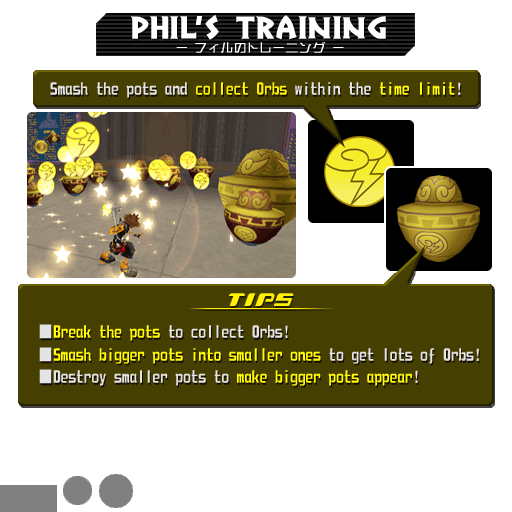 PHIL'S TRAINING
— フィルのトレーニング —
Smash the pots and collect Orbs within the time limit!
TIPS
■Break the pots to collect Orbs!
■Smash bigger pots into smaller ones to get lots of Orbs!
■Destroy smaller pots to make bigger pots appear!